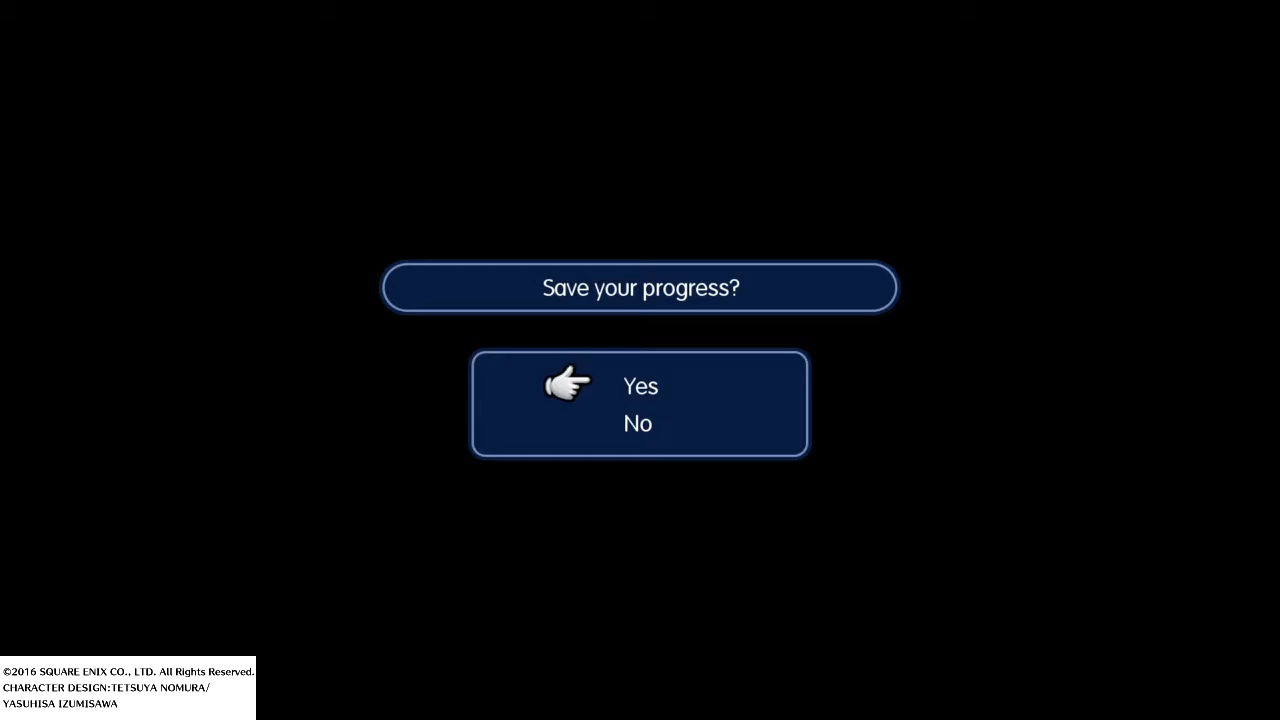 Save your progress?
Yes
No
©2016 SQUARE ENIX CO., LTD. All Rights Reserved.
CHARACTER DESIGN:TETSUYA NOMURA/
YASUHISA IZUMISAWA